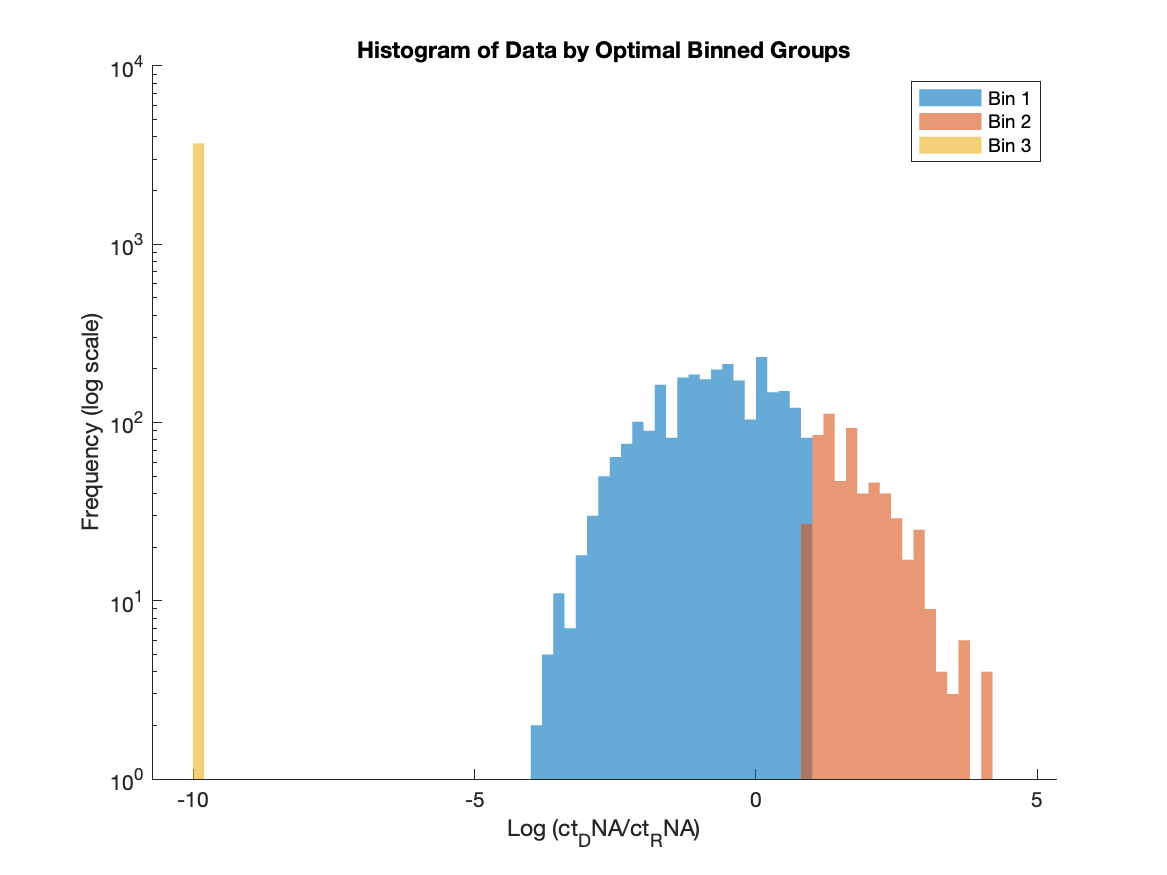 Histogram of Data by Optimal Binned Groups
Bin 1
Bin 2
Bin 3
Frequency (log scale)
10^4
10^3
10^2
10^1
10^0
-10 -5 0 5
Log (ct_DNA/ct_RNA)